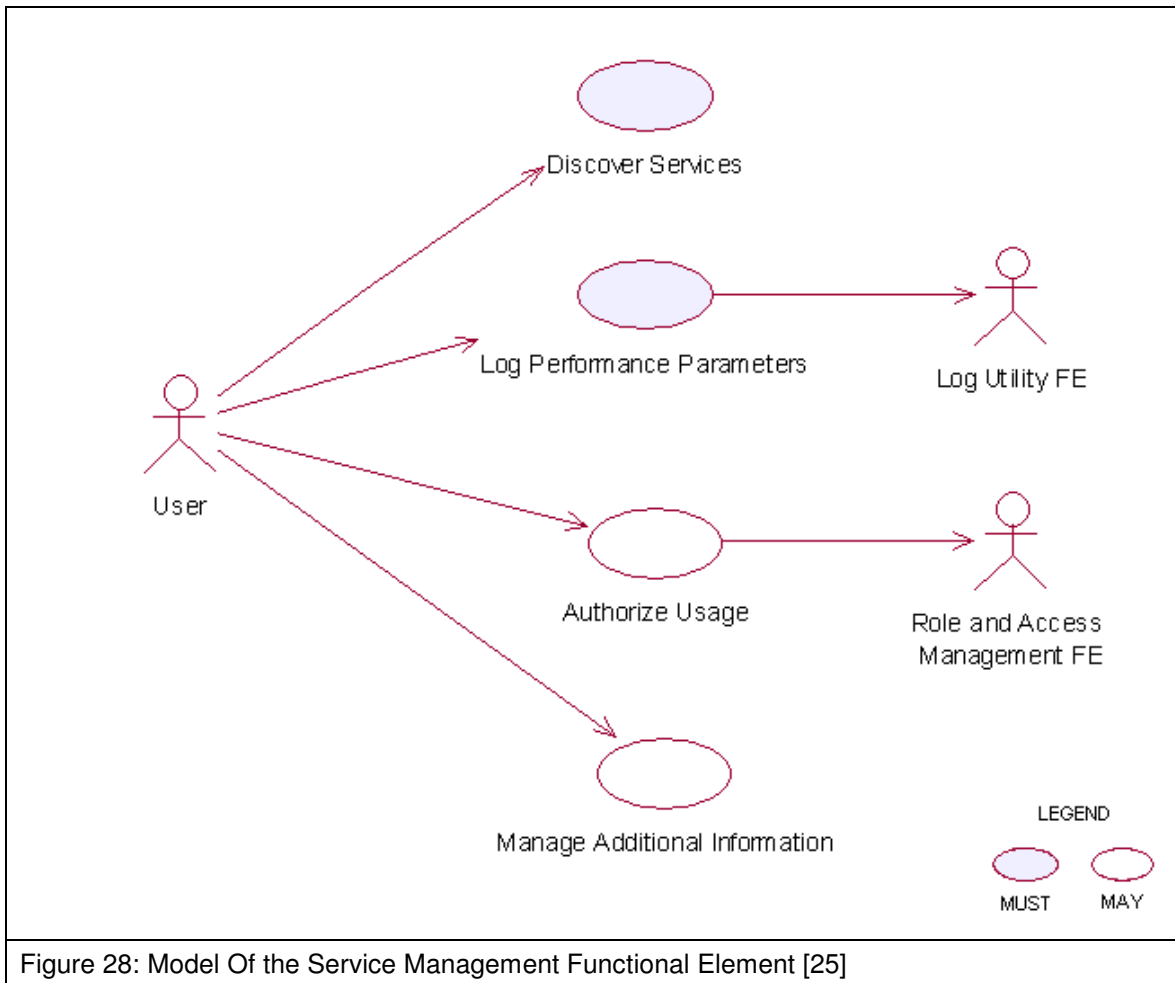 Discover Services
Log Performance Parameters
Log Utility FE
User
Authorize Usage
Role and Access
Management FE
Manage Additional Information
LEGEND
MUST
MAY
Figure 28: Model Of the Service Management Functional Element [25]